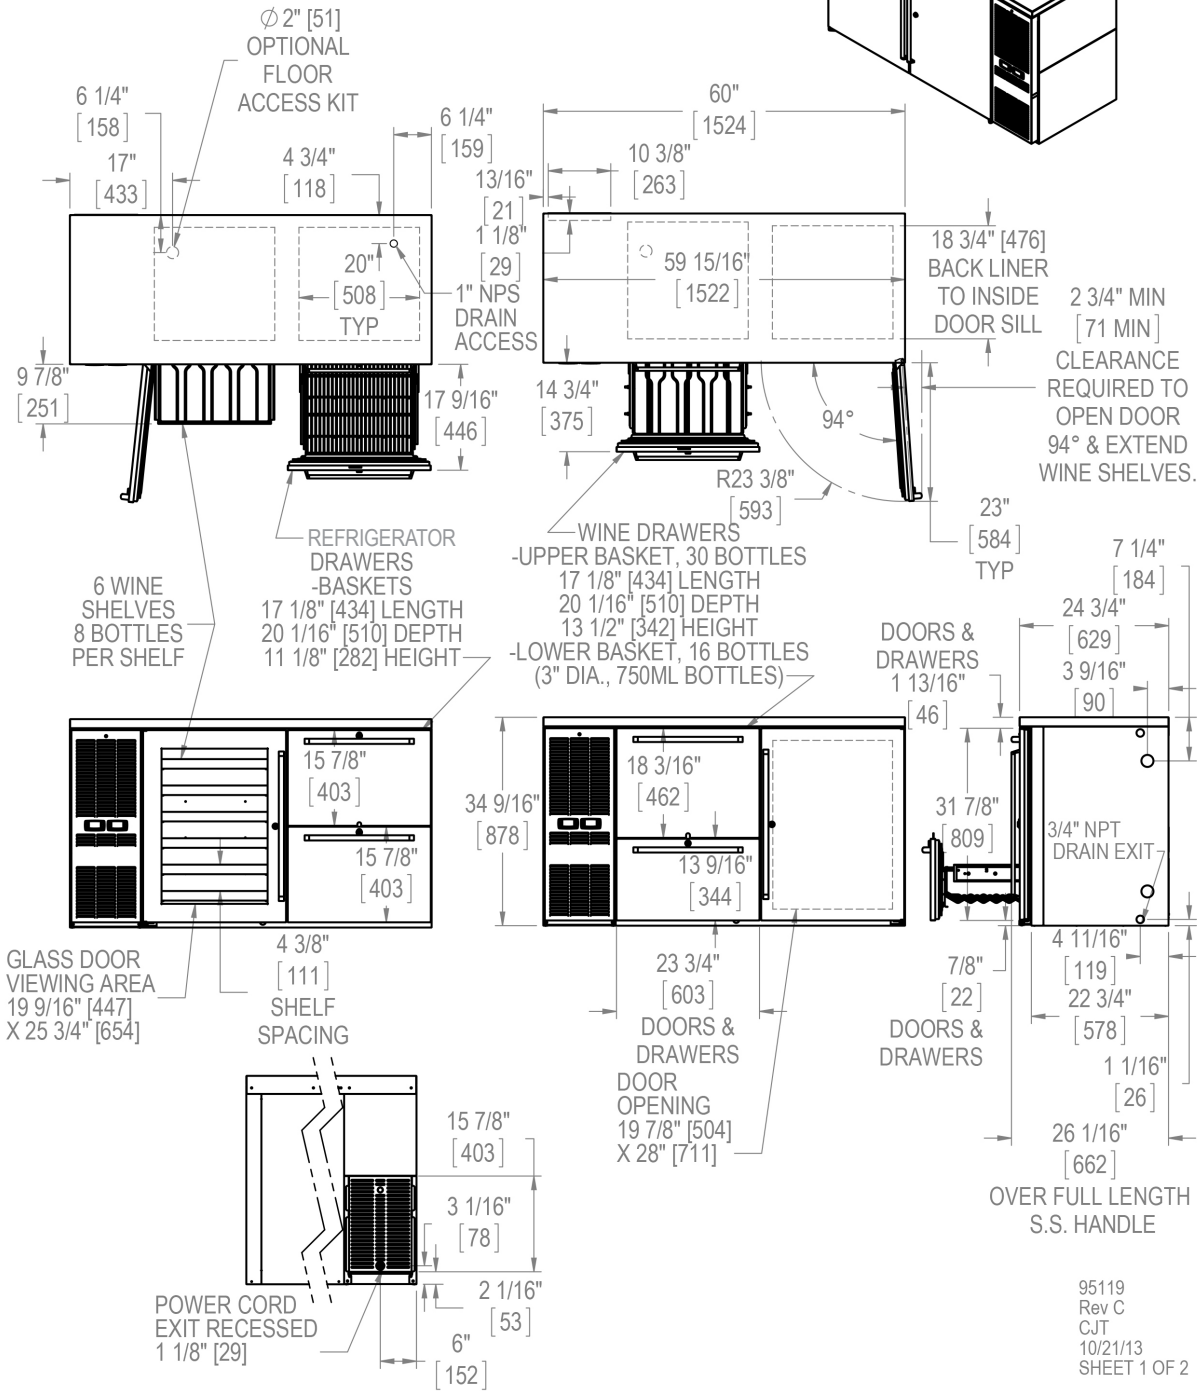 ∅ 2" [51]
OPTIONAL
FLOOR
ACCESS KIT
6 1/4"
[158]
17"
[433]
4 3/4"
[118]
6 1/4"
[159]
20"
[508]
TYP
1" NPS
DRAIN
ACCESS
9 7/8"
[251]
17 9/16"
[446]
60"
[1524]
10 3/8"
[263]
13/16"
[21]
1 1/8"
[29]
59 15/16"
[1522]
18 3/4" [476]
BACK LINER
TO INSIDE
DOOR SILL
2 3/4" MIN
[71 MIN]
CLEARANCE
REQUIRED TO
OPEN DOOR
94° & EXTEND
WINE SHELVES.
14 3/4"
[375]
94°
R23 3/8"
[593]
23"
[584]
TYP
REFRIGERATOR
DRAWERS
-BASKETS
17 1/8" [434] LENGTH
20 1/16" [510] DEPTH
11 1/8" [282] HEIGHT
6 WINE
SHELVES
8 BOTTLES
PER SHELF
WINE DRAWERS
-UPPER BASKET, 30 BOTTLES
17 1/8" [434] LENGTH
20 1/16" [510] DEPTH
13 1/2" [342] HEIGHT
-LOWER BASKET, 16 BOTTLES
(3" DIA., 750ML BOTTLES)
7 1/4"
[184]
24 3/4"
[629]
3 9/16"
[90]
DOORS &
DRAWERS
1 13/16"
[46]
15 7/8"
[403]
15 7/8"
[403]
34 9/16"
[878]
18 3/16"
[462]
13 9/16"
[344]
31 7/8"
[809]
3/4" NPT
DRAIN EXIT
GLASS DOOR
VIEWING AREA
19 9/16" [447]
X 25 3/4" [654]
4 3/8"
[111]
SHELF
SPACING
23 3/4"
[603]
DOORS &
DRAWERS
DOOR
OPENING
19 7/8" [504]
X 28" [711]
7/8"
[22]
DOORS &
DRAWERS
4 11/16"
[119]
22 3/4"
[578]
1 1/16"
[26]
26 1/16"
[662]
OVER FULL LENGTH
S.S. HANDLE
15 7/8"
[403]
3 1/16"
[78]
2 1/16"
[53]
6"
[152]
POWER CORD
EXIT RECESSED
1 1/8" [29]
95119
Rev C
CJT
10/21/13
SHEET 1 OF 2